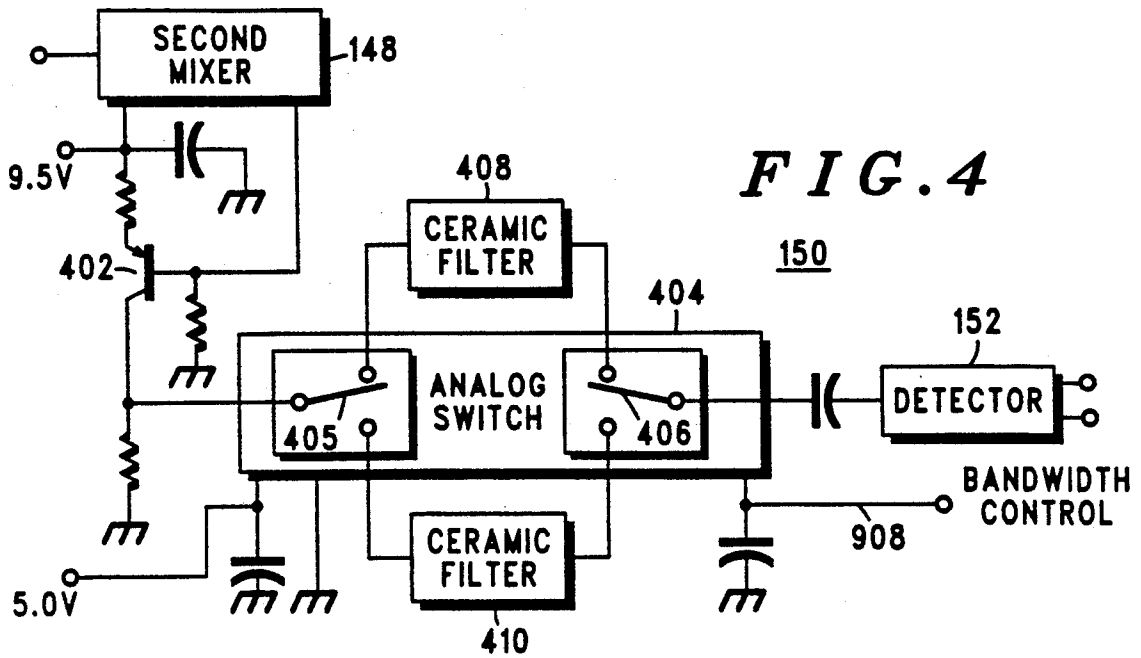 SECOND
MIXER
148
9.5V
402
408
CERAMIC
FILTER
FIG.4
150
404
152
ANALOG
SWITCH
405
406
DETECTOR
BANDWIDTH
CONTROL
908
CERAMIC
FILTER
5.0V
410